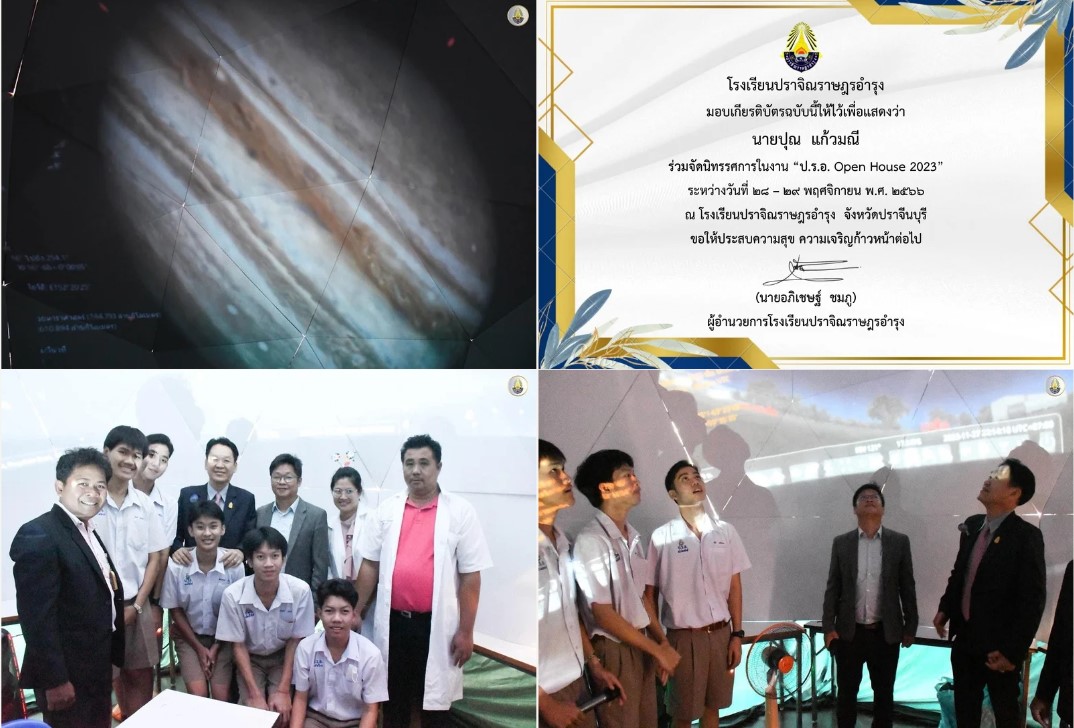 โรงเรียนปราจิณราษฎรอำรุง
มอบเกียรติบัตรฉบับนี้ให้ไว้เพื่อแสดงว่า
นายปุณ แก้วมณี
ร่วมจัดนิทรรศการในงาน “ป.ร.อ. Open House 2023”
ระหว่างวันที่ ๒๘ – ๒๙ พฤศจิกายน พ.ศ. ๒๕๖๖
ณ โรงเรียนปราจิณราษฎรอำรุง จังหวัดปราจีนบุรี
ขอให้ประสบความสุข ความเจริญก้าวหน้าต่อไป
(นายอภิเชษฐ์ ชมภู)
ผู้อำนวยการโรงเรียนปราจิณราษฎรอำรุง